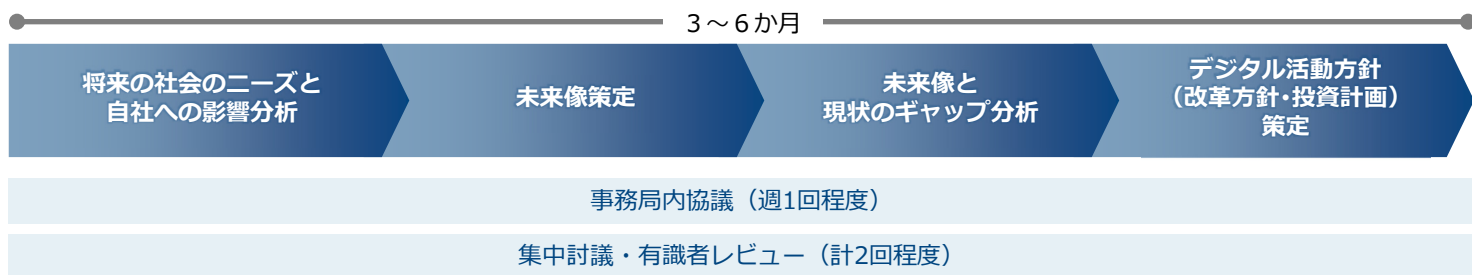 3～6か月
将来の社会のニーズと
自社への影響分析
未来像策定
未来像と
現状のギャップ分析
デジタル活動方針
（改革方針･投資計画）
策定
事務局内協議（週1回程度）
集中討議・有識者レビュー（計2回程度）